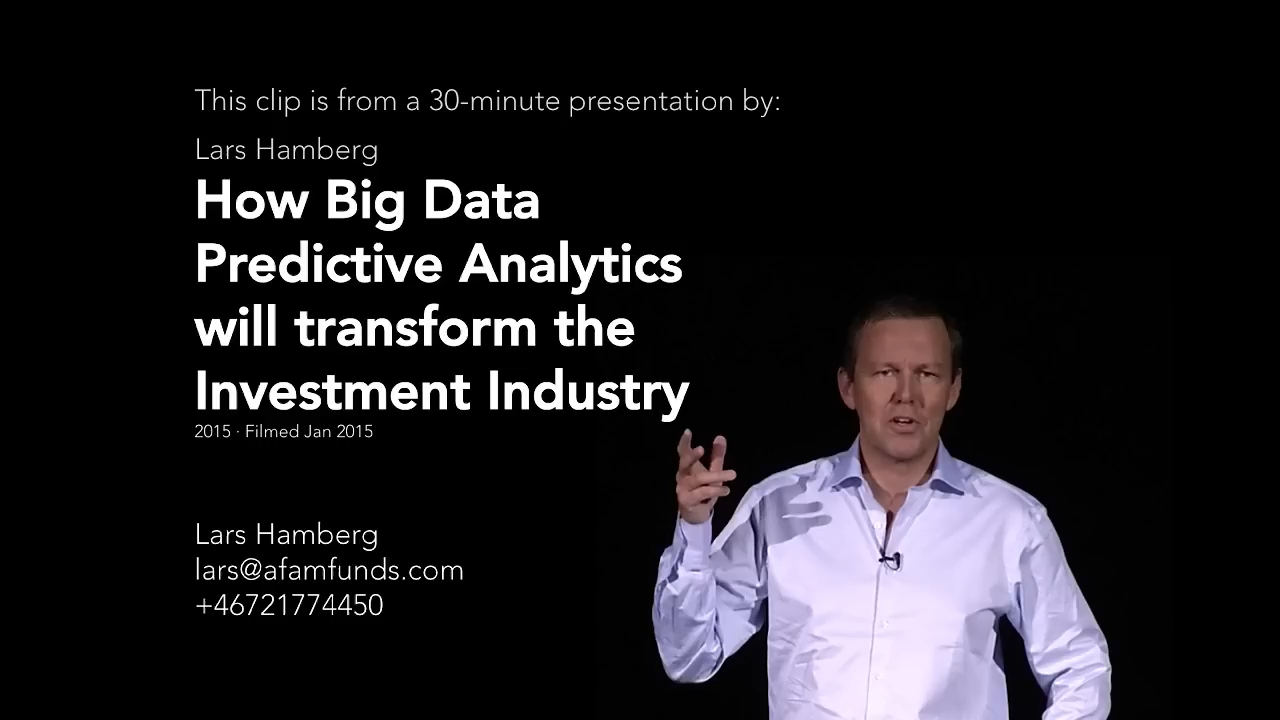 This clip is from a 30-minute presentation by:
Lars Hamberg
How Big Data
Predictive Analytics
will transform the
Investment Industry
2015 · Filmed Jan 2015
Lars Hamberg
lars@afamfunds.com
+46721774450